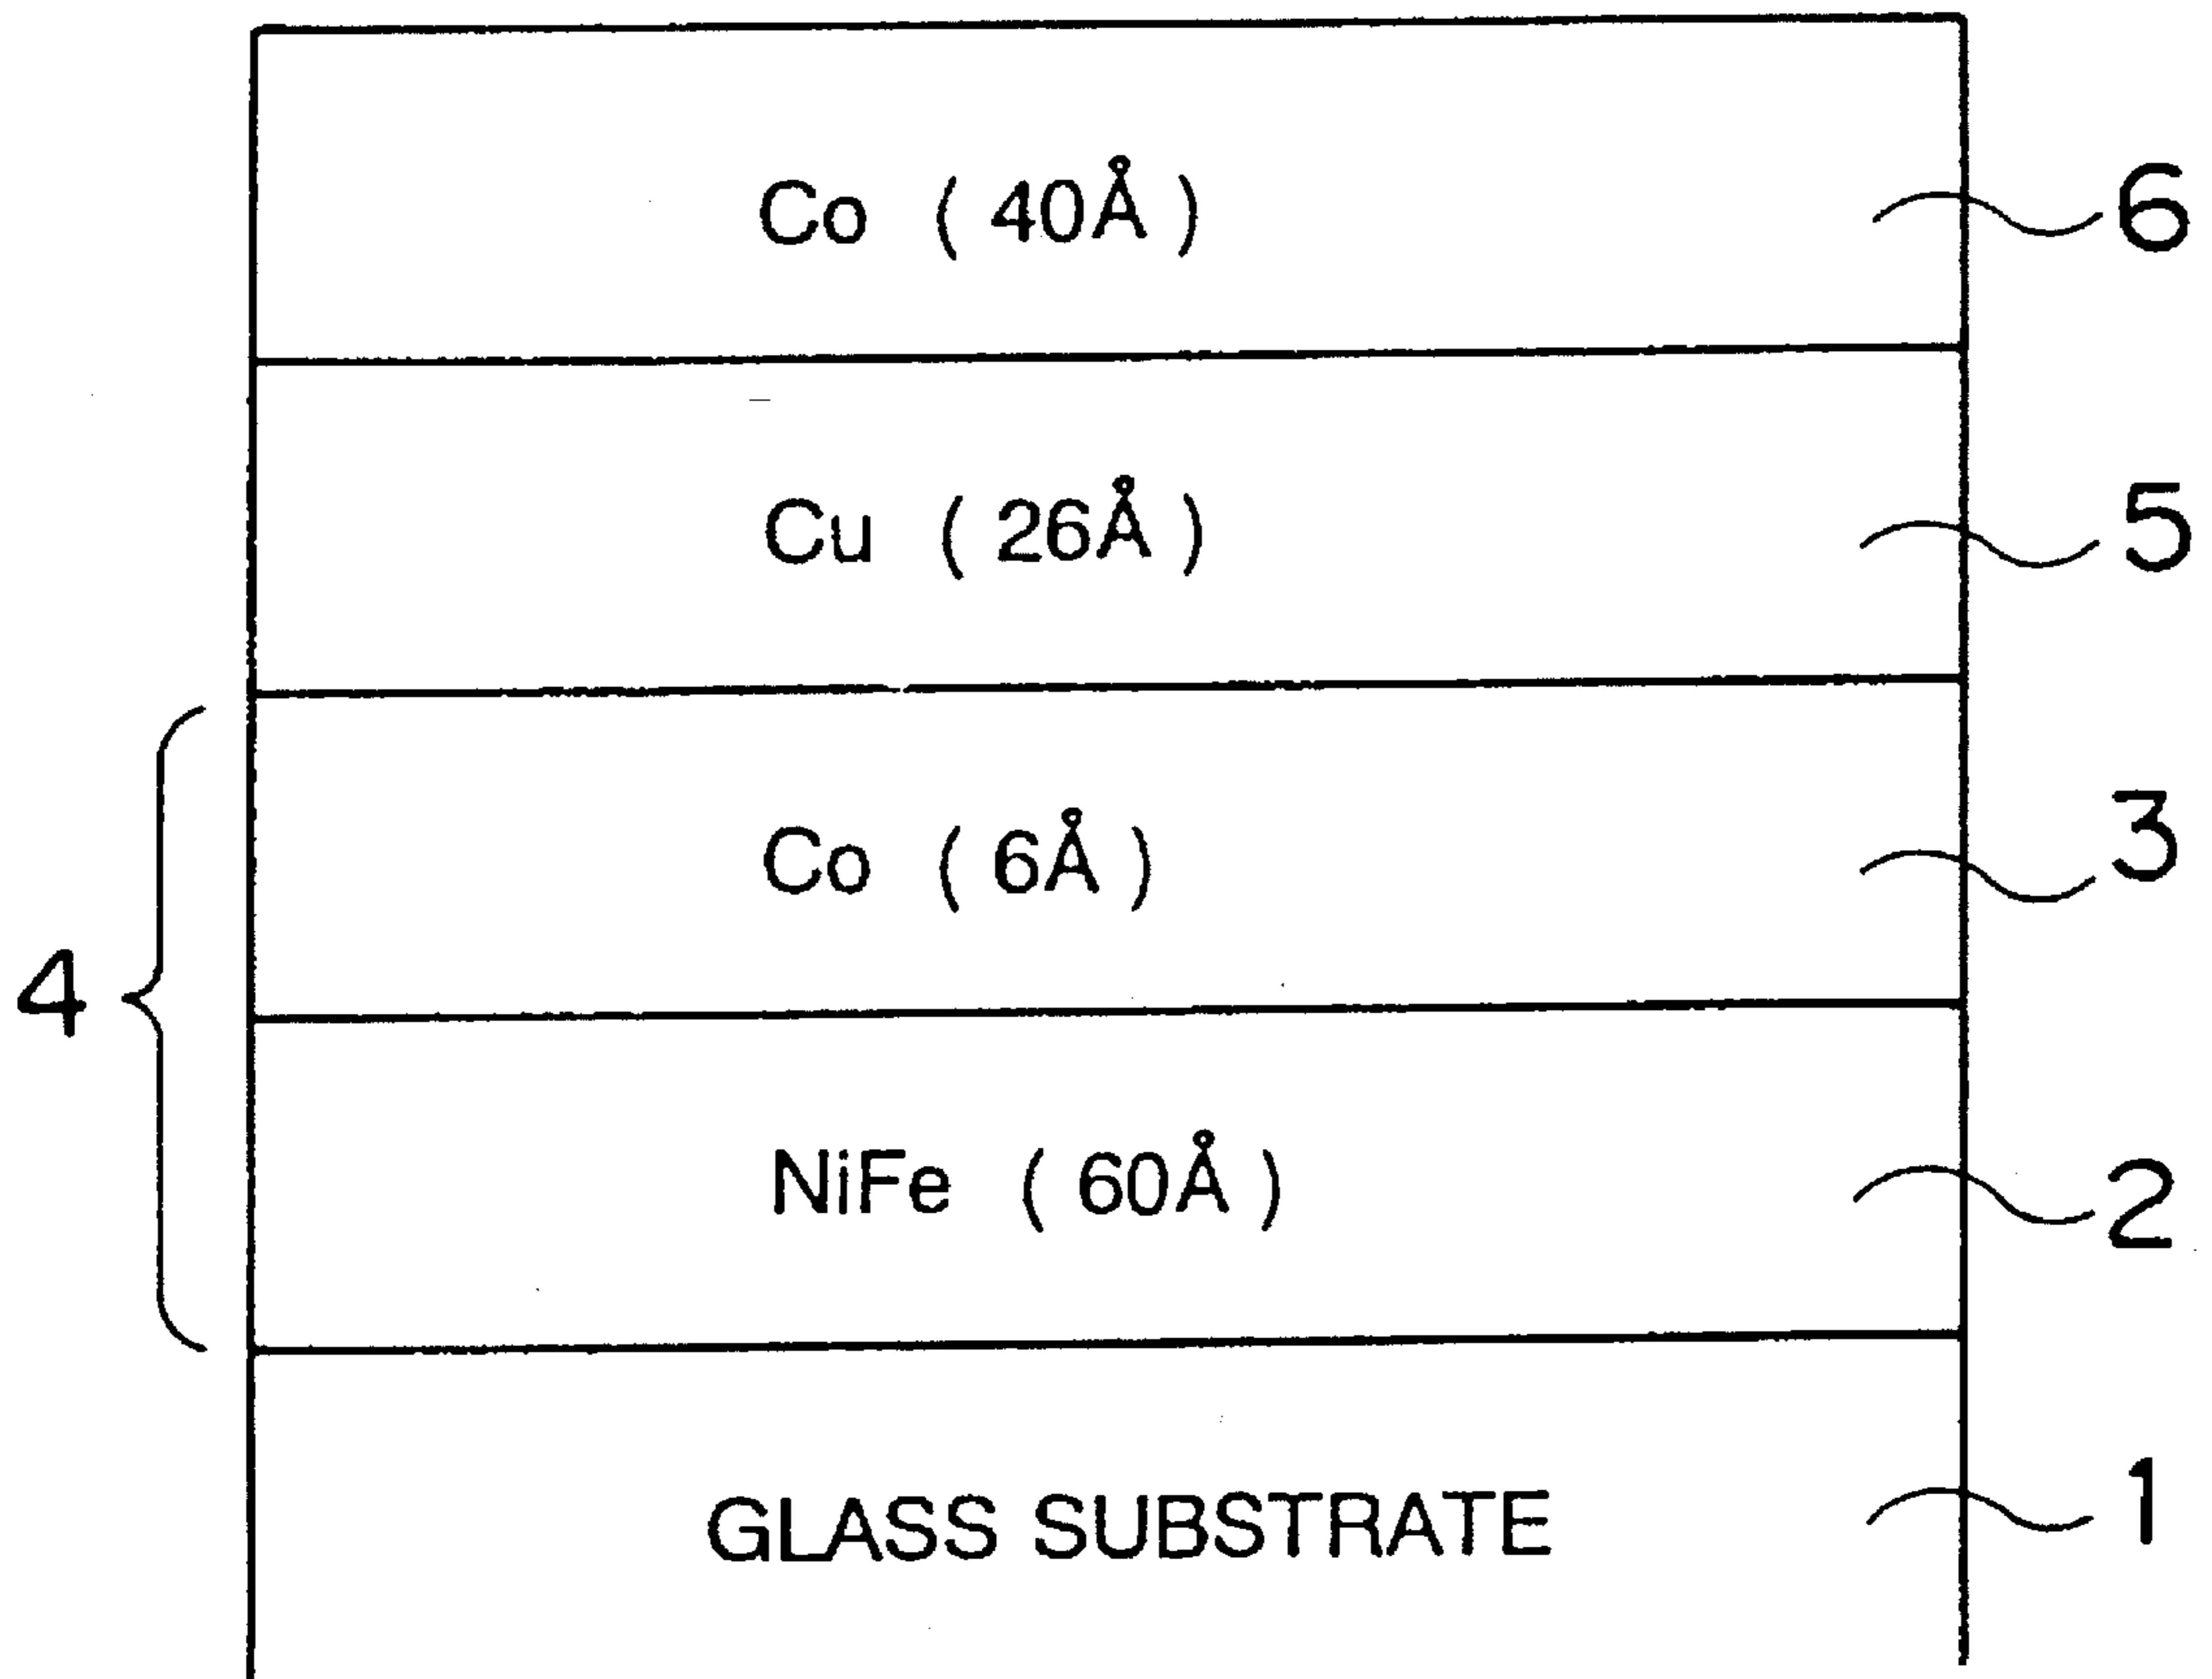 Co ( 40Å ) 6
Cu ( 26Å ) 5
Co ( 6Å ) 3
4
NiFe ( 60Å ) 2
GLASS SUBSTRATE 1